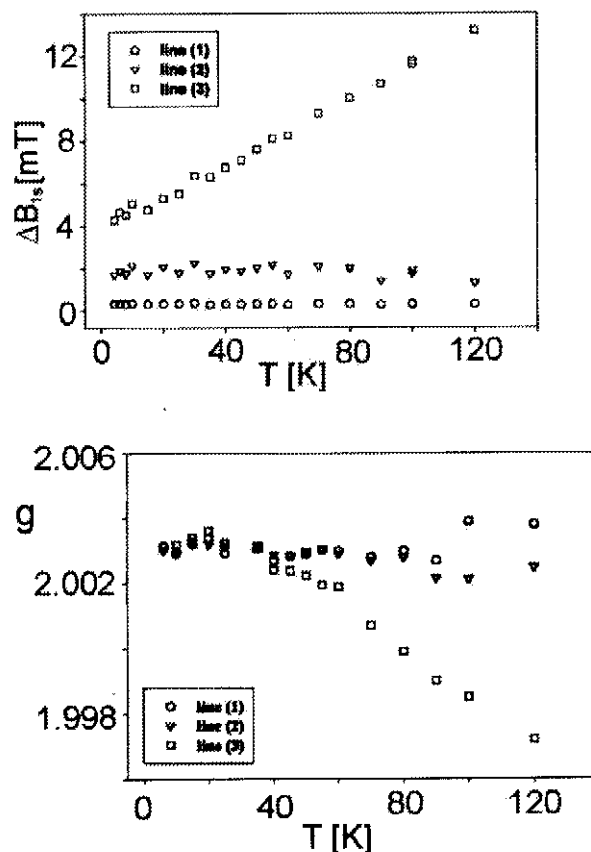 12
8
4
0
ΔB₁ₛ[mT]
line (1)
line (2)
line (3)
0
40
80
120
T [K]
2.006
g
2.002
1.998
line (1)
line (2)
line (3)
0
40
80
120
T [K]